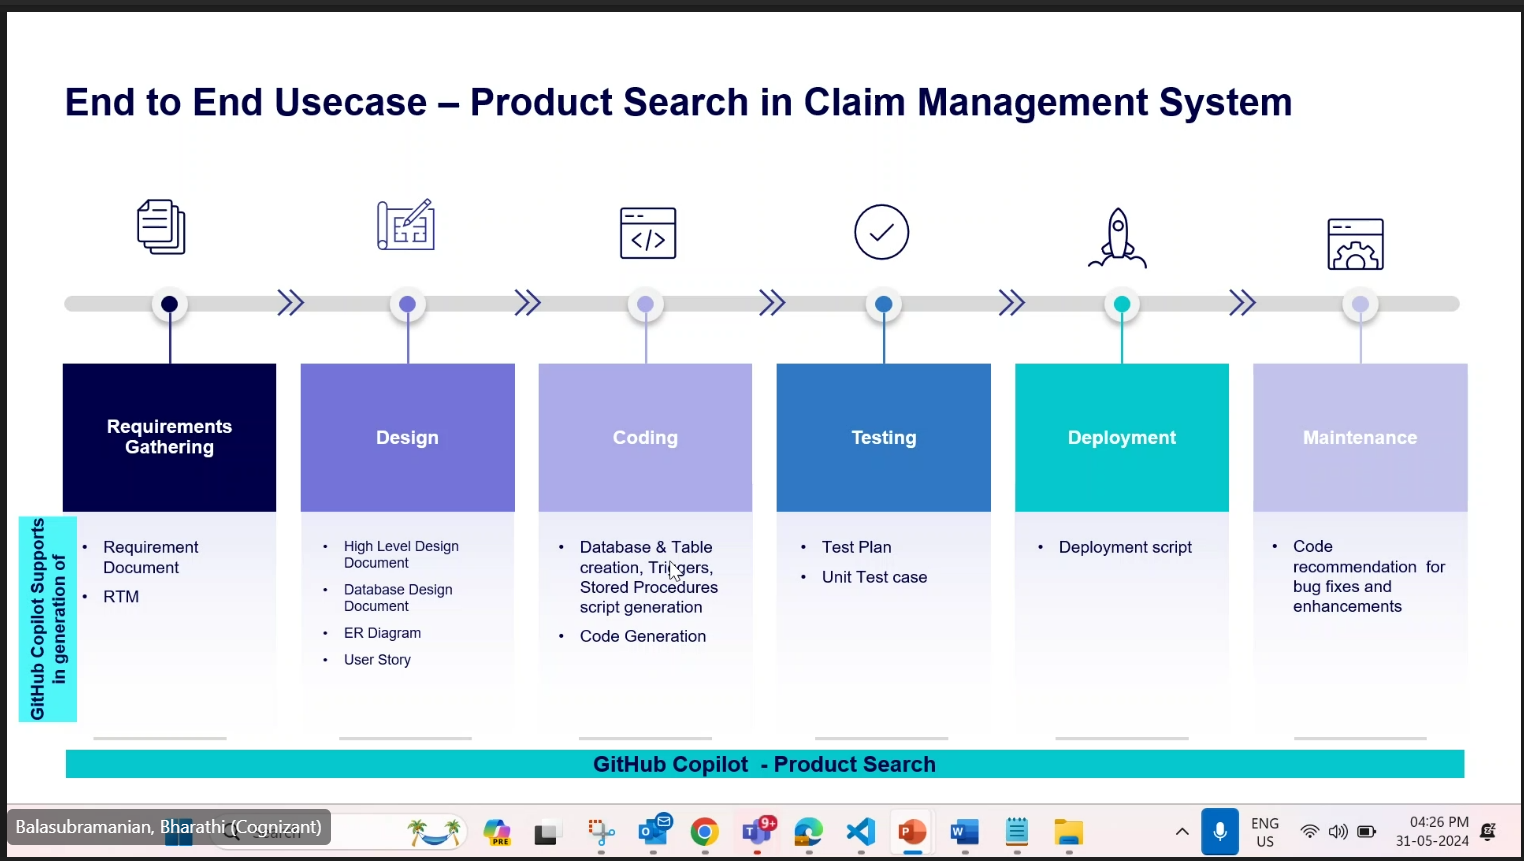 End to End Usecase – Product Search in Claim Management System
</>
Requirements
Gathering
Design
Coding
Testing
Deployment
Maintenance
GitHub Copilot Supports
in generation of
• Requirement
Document
• RTM
• High Level Design
Document
• Database Design
Document
• ER Diagram
• User Story
• Database & Table
creation, Triggers,
Stored Procedures
script generation
• Code Generation
• Test Plan
• Unit Test case
• Deployment script
• Code
recommendation for
bug fixes and
enhancements
GitHub Copilot - Product Search
Balasubramanian, Bharathi (Cognizant)
Search
PRE
9+
ENG
US
04:26 PM
31-05-2024